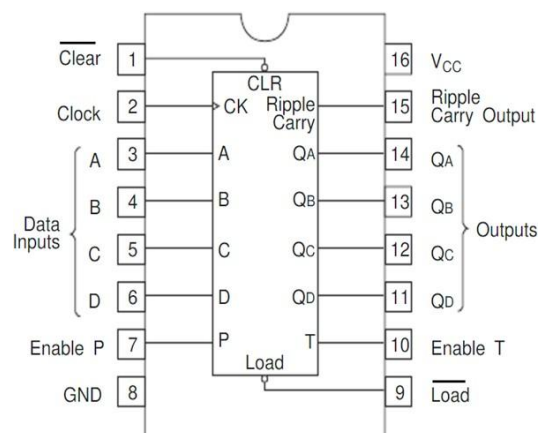 Clear 1 16 VCC
CLR
Clock 2 CK Ripple Carry 15 Ripple Carry Output
A 3 A QA 14 QA
B 4 B QB 13 QB
Data Inputs
Outputs
C 5 C QC 12 QC
D 6 D QD 11 QD
Enable P 7 P T 10 Enable T
Load
GND 8 9 Load